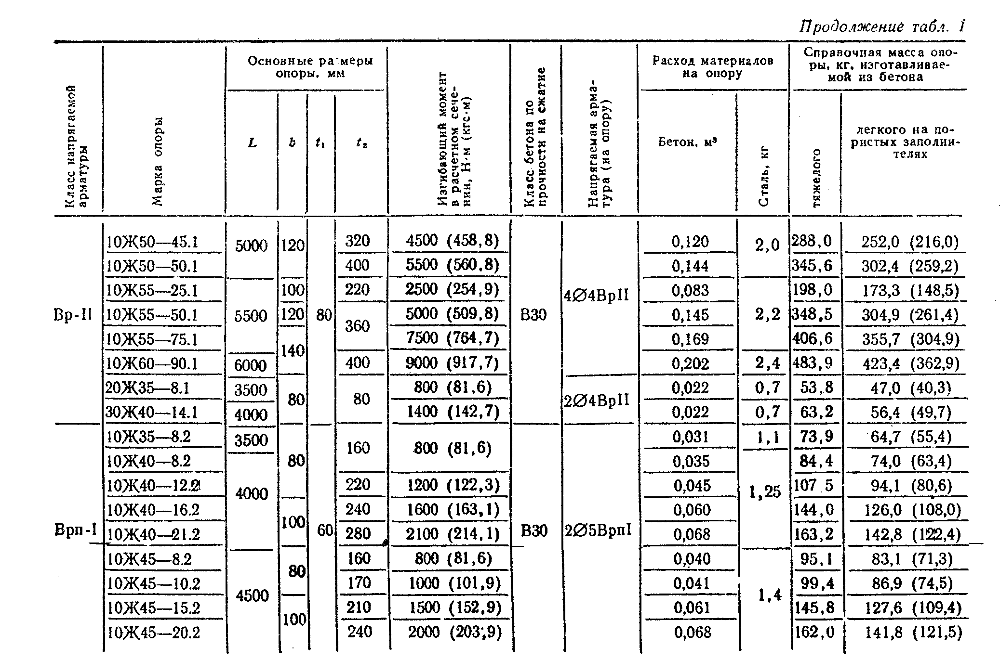 Продолжение табл. 1
Класс напрягаемой арматуры
Марка опоры
Основные размеры
опоры, мм
L
b
t₁
t₂
Изгибающий момент
в расчетном сече-
нии, Н·м (кгс·м)
Класс бетона по
прочности на сжатие
Напрягаемая арма-
тура (на опору)
Расход материалов
на опору
Бетон, м³
Сталь, кг
Справочная масса опо-
ры, кг, изготавливае-
мой из бетона
тяжелого
легкого на по-
ристых заполни-
телях
10Ж50—45.1 5000 120 320 4500 (458,8) 0,120 2,0 288,0 252,0 (216,0)
10Ж50—50.1 400 5500 (560,8) 0,144 345,6 302,4 (259,2)
10Ж55—25.1 100 220 2500 (254,9) 4∅4ВрII 0,083 198,0 173,3 (148,5)
Вр-II 10Ж55—50.1 5500 120 80 360 5000 (509,8) В30 0,145 2,2 348,5 304,9 (261,4)
10Ж55—75.1 140 7500 (764,7) 0,169 406,6 355,7 (304,9)
10Ж60—90.1 6000 400 9000 (917,7) 0,202 2,4 483,9 423,4 (362,9)
20Ж35—8.1 3500 80 80 800 (81,6) 2∅4ВрII 0,022 0,7 53,8 47,0 (40,3)
30Ж40—14.1 4000 1400 (142,7) 0,022 0,7 63,2 56,4 (49,7)
10Ж35—8.2 3500 160 800 (81,6) 0,031 1,1 73,9 64,7 (55,4)
10Ж40—8.2 80 0,035 84,4 74,0 (63,4)
10Ж40—12.2 4000 220 1200 (122,3) 0,045 1,25 107 5 94,1 (80,6)
10Ж40—16.2 100 240 1600 (163,1) 0,060 144,0 126,0 (108,0)
Врп-I 10Ж40—21.2 60 280 2100 (214,1) В30 2∅5ВрпI 0,068 163,2 142,8 (122,4)
10Ж45—8.2 80 160 800 (81,6) 0,040 95,1 83,1 (71,3)
10Ж45—10.2 4500 170 1000 (101,9) 0,041 1,4 99,4 86,9 (74,5)
10Ж45—15.2 100 210 1500 (152,9) 0,061 145,8 127,6 (109,4)
10Ж45—20.2 240 2000 (203,9) 0,068 162,0 141,8 (121,5)